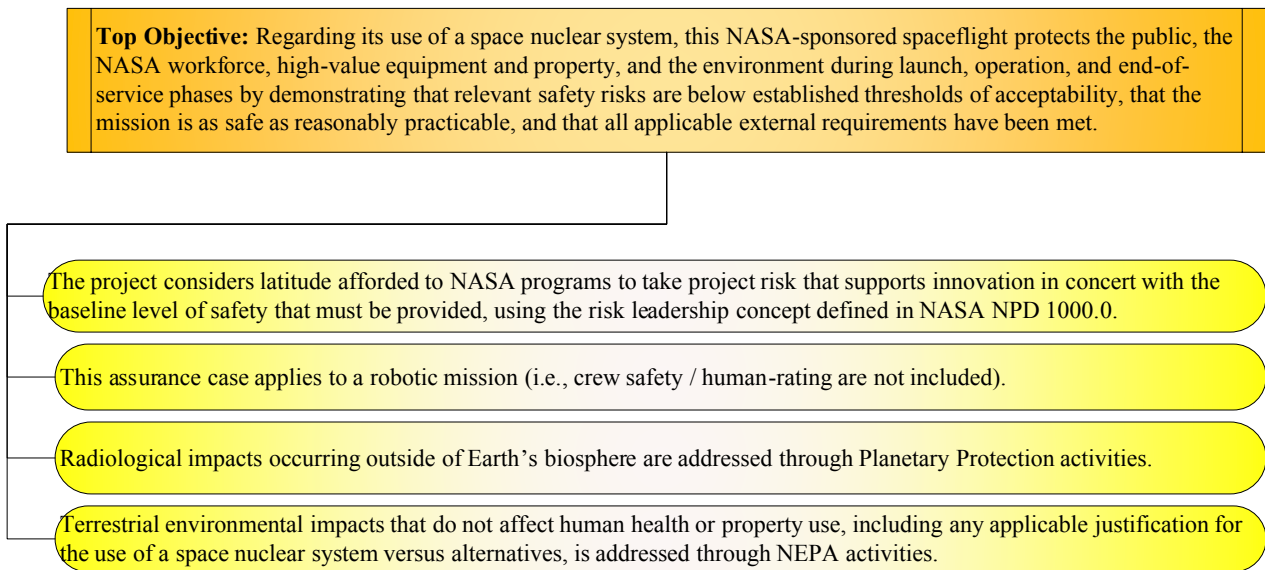 Top Objective: Regarding its use of a space nuclear system, this NASA-sponsored spaceflight protects the public, the
NASA workforce, high-value equipment and property, and the environment during launch, operation, and end-of-
service phases by demonstrating that relevant safety risks are below established thresholds of acceptability, that the
mission is as safe as reasonably practicable, and that all applicable external requirements have been met.
The project considers latitude afforded to NASA programs to take project risk that supports innovation in concert with the
baseline level of safety that must be provided, using the risk leadership concept defined in NASA NPD 1000.0.
This assurance case applies to a robotic mission (i.e., crew safety / human-rating are not included).
Radiological impacts occurring outside of Earth's biosphere are addressed through Planetary Protection activities.
Terrestrial environmental impacts that do not affect human health or property use, including any applicable justification for
the use of a space nuclear system versus alternatives, is addressed through NEPA activities.